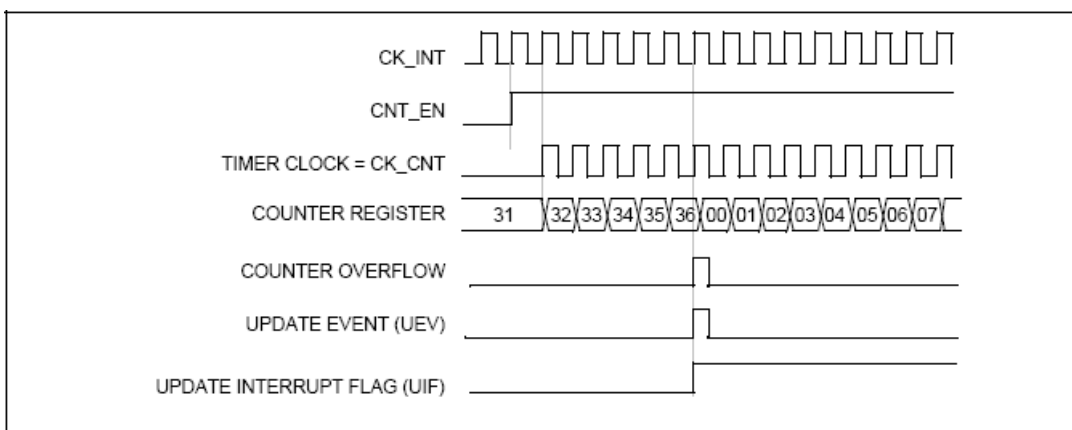 CK_INT
CNT_EN
TIMER CLOCK = CK_CNT
COUNTER REGISTER 31 32 33 34 35 36 00 01 02 03 04 05 06 07
COUNTER OVERFLOW
UPDATE EVENT (UEV)
UPDATE INTERRUPT FLAG (UIF)